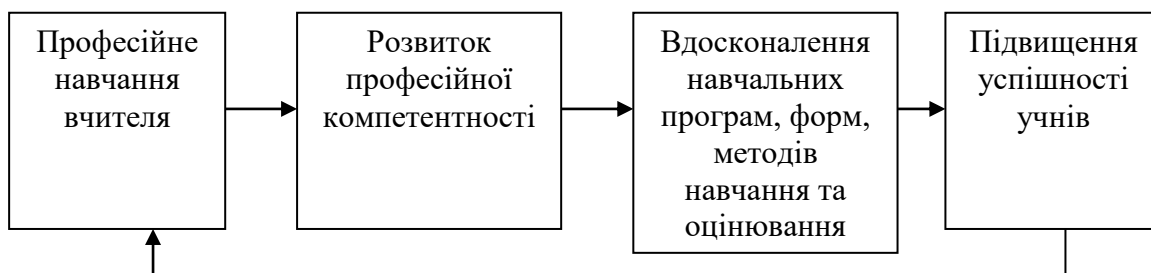 Професійне
навчання
вчителя
Розвиток
професійної
компетентності
Вдосконалення
навчальних
програм, форм,
методів
навчання та
оцінювання
Підвищення
успішності
учнів